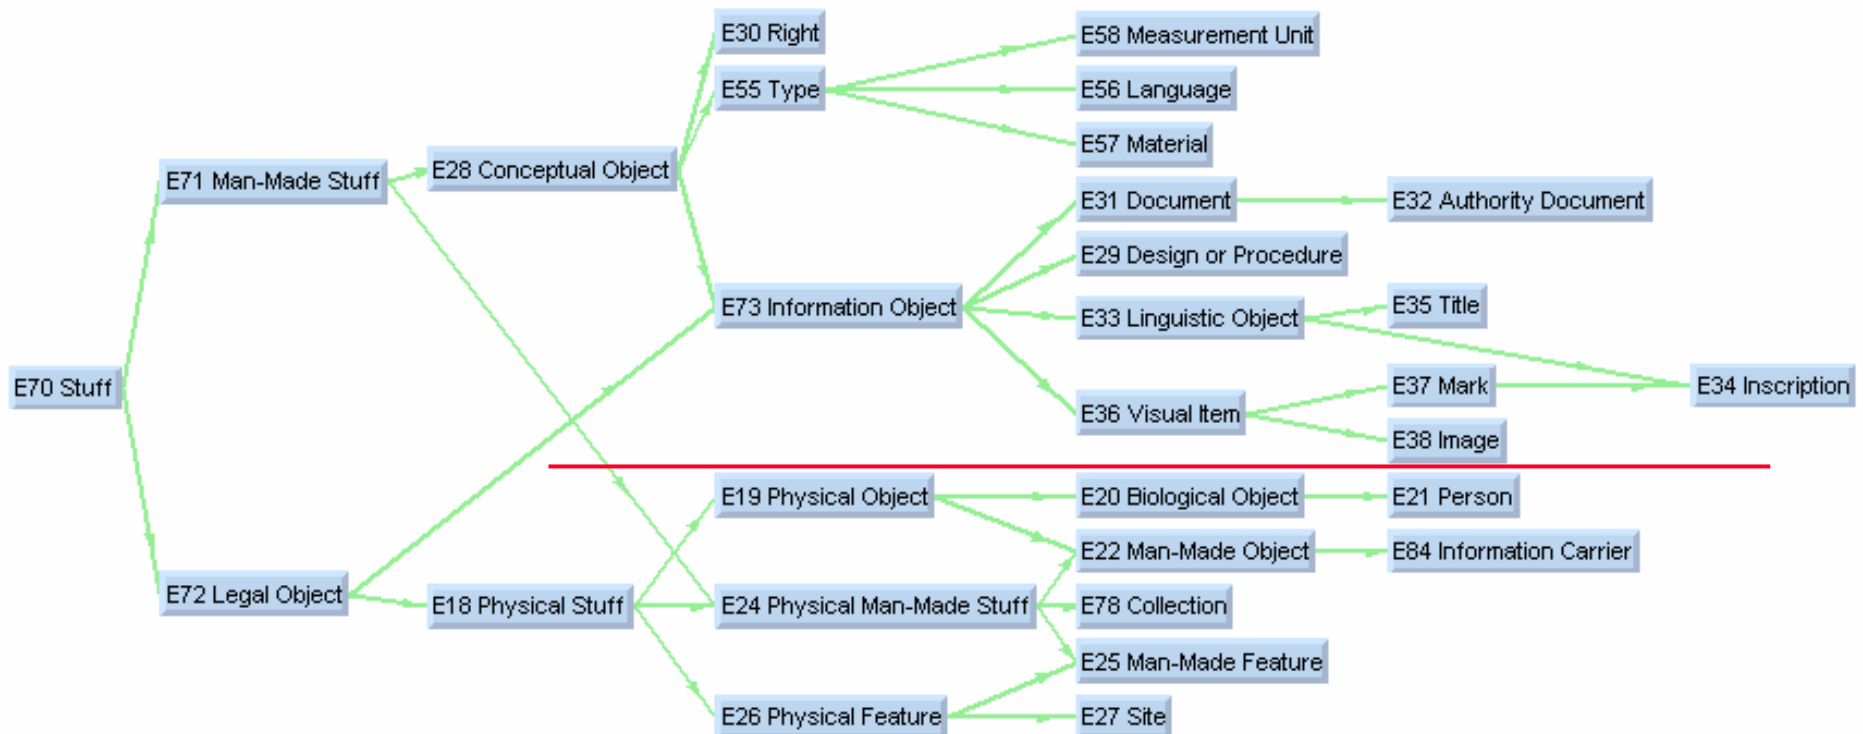 E30 Right
E58 Measurement Unit
E55 Type
E56 Language
E57 Material
E71 Man-Made Stuff
E28 Conceptual Object
E31 Document
E32 Authority Document
E29 Design or Procedure
E73 Information Object
E33 Linguistic Object
E35 Title
E70 Stuff
E37 Mark
E34 Inscription
E36 Visual Item
E38 Image
E19 Physical Object
E20 Biological Object
E21 Person
E22 Man-Made Object
E84 Information Carrier
E72 Legal Object
E18 Physical Stuff
E24 Physical Man-Made Stuff
E78 Collection
E25 Man-Made Feature
E26 Physical Feature
E27 Site